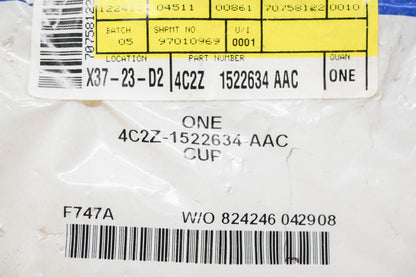 04511 00861 70758122 0010
BATCH SHPMT NO U/I
05 97010969 0001
LOCATION PART NUMBER QUAN
X37-23-D2 4C2Z 1522634 AAC ONE
70758122
ONE
4C2Z-1522634-AAC
CUP
F747A W/O 824246 042908